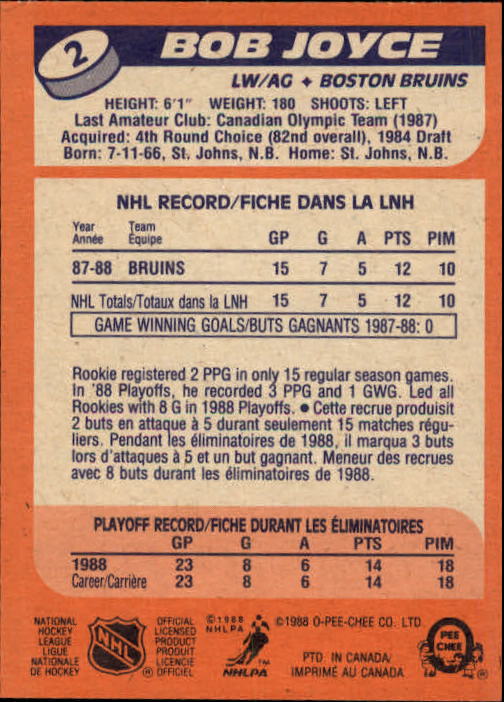 2
BOB JOYCE
LW/AG ✦ BOSTON BRUINS
HEIGHT: 6'1" WEIGHT: 180 SHOOTS: LEFT
Last Amateur Club: Canadian Olympic Team (1987)
Acquired: 4th Round Choice (82nd overall), 1984 Draft
Born: 7-11-66, St. Johns, N.B. Home: St. Johns, N.B.
NHL RECORD/FICHE DANS LA LNH
Year Team
Année Équipe GP G A PTS PIM
87-88 BRUINS 15 7 5 12 10
NHL Totals/Totaux dans la LNH 15 7 5 12 10
GAME WINNING GOALS/BUTS GAGNANTS 1987-88: 0
Rookie registered 2 PPG in only 15 regular season games.
In '88 Playoffs, he recorded 3 PPG and 1 GWG. Led all
Rookies with 8 G in 1988 Playoffs. ● Cette recrue produisit
2 buts en attaque à 5 durant seulement 15 matches régu-
liers. Pendant les éliminatoires de 1988, il marqua 3 buts
lors d'attaques à 5 et un but gagnant. Meneur des recrues
avec 8 buts durant les éliminatoires de 1988.
PLAYOFF RECORD/FICHE DURANT LES ÉLIMINATOIRES
GP G A PTS PIM
1988 23 8 6 14 18
Career/Carrière 23 8 6 14 18
NATIONAL
HOCKEY
LEAGUE
LIGUE
NATIONALE
DE HOCKEY
NHL
®
OFFICIAL
LICENSED
PRODUCT
PRODUIT
LICENCIE
OFFICIEL
©1988
NHLPA
™
NHLPA
©1988 O-PEE-CHEE CO. LTD.
PTD. IN CANADA/
IMPRIMÉ AU CANADA
O
PEE
CHEE
®